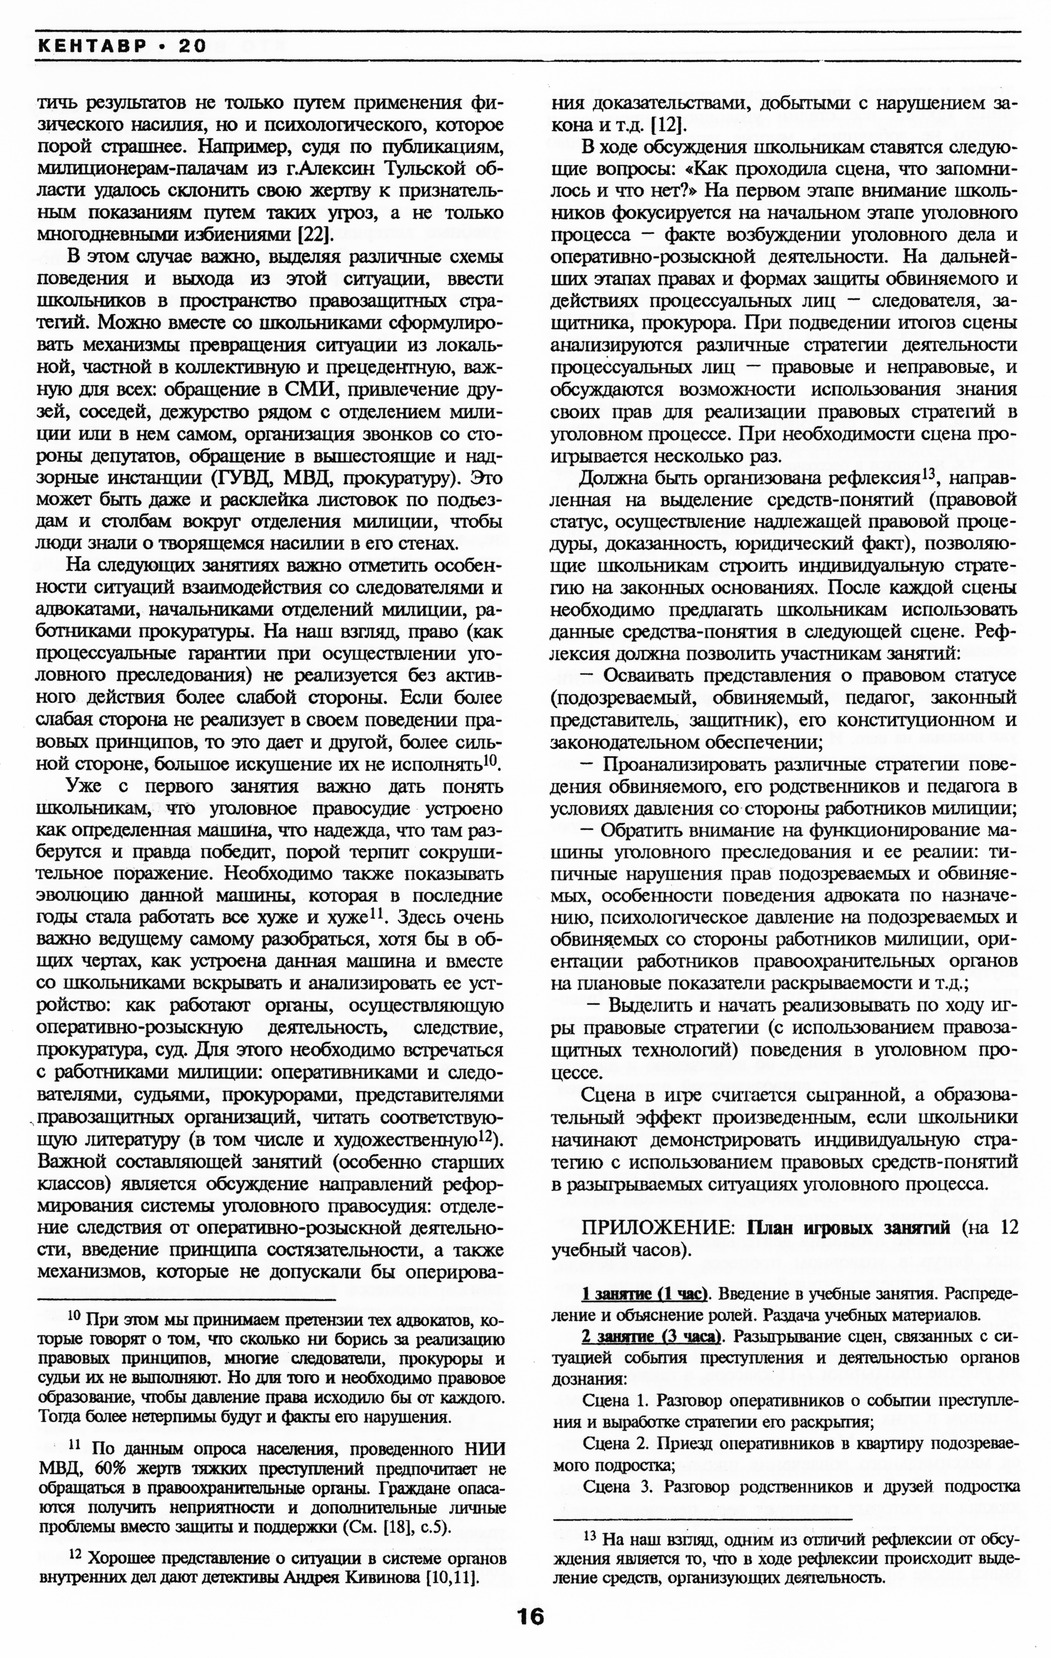 КЕНТАВР • 20
тичь результатов не только путем применения фи-
зического насилия, но и психологического, которое
порой страшнее. Например, судя по публикациям,
милиционерам-палачам из г.Алексин Тульской об-
ласти удалось склонить свою жертву к признатель-
ным показаниям путем таких угроз, а не только
многодневными избиениями [22].
В этом случае важно, выделяя различные схемы
поведения и выхода из этой ситуации, ввести
школьников в пространство правозащитных стра-
тегий. Можно вместе со школьниками сформулиро-
вать механизмы превращения ситуации из локаль-
ной, частной в коллективную и прецедентную, важ-
ную для всех: обращение в СМИ, привлечение дру-
зей, соседей, дежурство рядом с отделением мили-
ции или в нем самом, организация звонков со сто-
роны депутатов, обращение в вышестоящие и над-
зорные инстанции (ГУВД, МВД, прокуратуру). Это
может быть даже и расклейка листовок по подъез-
дам и столбам вокруг отделения милиции, чтобы
люди знали о творящемся насилии в его стенах.
На следующих занятиях важно отметить особен-
ности ситуаций взаимодействия со следователями и
адвокатами, начальниками отделений милиции, ра-
ботниками прокуратуры. На наш взгляд, право (как
процессуальные гарантии при осуществлении уго-
ловного преследования) не реализуется без актив-
ного действия более слабой стороны. Если более
слабая сторона не реализует в своем поведении пра-
вовых принципов, то это дает и другой, более силь-
ной стороне, большое искушение их не исполнять¹⁰.
Уже с первого занятия важно дать понять
школьникам, что уголовное правосудие устроено
как определенная машина, что надежда, что там раз-
берутся и правда победит, порой терпит сокруши-
тельное поражение. Необходимо также показывать
эволюцию данной машины, которая в последние
годы стала работать все хуже и хуже¹¹. Здесь очень
важно ведущему самому разобраться, хотя бы в об-
щих чертах, как устроена данная машина и вместе
со школьниками вскрывать и анализировать ее уст-
ройство: как работают органы, осуществляющую
оперативно-розыскную деятельность, следствие,
прокуратура, суд. Для этого необходимо встречаться
с работниками милиции: оперативниками и следо-
вателями, судьями, прокурорами, представителями
правозащитных организаций, читать соответствую-
щую литературу (в том числе и художественную¹²).
Важной составляющей занятий (особенно старших
классов) является обсуждение направлений рефор-
мирования системы уголовного правосудия: отделе-
ние следствия от оперативно-розыскной деятельно-
сти, введение принципа состязательности, а также
механизмов, которые не допускали бы оперирова-
¹⁰ При этом мы принимаем претензии тех адвокатов, ко-
торые говорят о том, что сколько ни борись за реализацию
правовых принципов, многие следователи, прокуроры и
судьи их не выполняют. Но для того и необходимо правовое
образование, чтобы давление права исходило бы от каждого.
Тогда более нетерпимы будут и факты его нарушения.
¹¹ По данным опроса населения, проведенного НИИ
МВД, 60% жертв тяжких преступлений предпочитает не
обращаться в правоохранительные органы. Граждане опаса-
ются получить неприятности и дополнительные личные
проблемы вместо защиты и поддержки (См. [18], с.5).
¹² Хорошее представление о ситуации в системе органов
внутренних дел дают детективы Андрея Кивинова [10,11].
ния доказательствами, добытыми с нарушением за-
кона и т.д. [12].
В ходе обсуждения школьникам ставятся следую-
щие вопросы: «Как проходила сцена, что запомни-
лось и что нет?» На первом этапе внимание школь-
ников фокусируется на начальном этапе уголовного
процесса — факте возбуждении уголовного дела и
оперативно-розыскной деятельности. На дальней-
ших этапах правах и формах защиты обвиняемого и
действиях процессуальных лиц — следователя, за-
щитника, прокурора. При подведении итогов сцены
анализируются различные стратегии деятельности
процессуальных лиц — правовые и неправовые, и
обсуждаются возможности использования знания
своих прав для реализации правовых стратегий в
уголовном процессе. При необходимости сцена про-
игрывается несколько раз.
Должна быть организована рефлексия¹³, направ-
ленная на выделение средств-понятий (правовой
статус, осуществление надлежащей правовой проце-
дуры, доказанность, юридический факт), позволяю-
щие школьникам строить индивидуальную страте-
гию на законных основаниях. После каждой сцены
необходимо предлагать школьникам использовать
данные средства-понятия в следующей сцене. Реф-
лексия должна позволить участникам занятий:
— Осваивать представления о правовом статусе
(подозреваемый, обвиняемый, педагог, законный
представитель, защитник), его конституционном и
законодательном обеспечении;
— Проанализировать различные стратегии пове-
дения обвиняемого, его родственников и педагога в
условиях давления со стороны работников милиции;
— Обратить внимание на функционирование ма-
шины уголовного преследования и ее реалии: ти-
пичные нарушения прав подозреваемых и обвиняе-
мых, особенности поведения адвоката по назначе-
нию, психологическое давление на подозреваемых и
обвиняемых со стороны работников милиции, ори-
ентации работников правоохранительных органов
на плановые показатели раскрываемости и т.д.;
— Выделить и начать реализовывать по ходу иг-
ры правовые стратегии (с использованием правоза-
щитных технологий) поведения в уголовном про-
цессе.
Сцена в игре считается сыгранной, а образова-
тельный эффект произведенным, если школьники
начинают демонстрировать индивидуальную стра-
тегию с использованием правовых средств-понятий
в разыгрываемых ситуациях уголовного процесса.
ПРИЛОЖЕНИЕ: План игровых занятий (на 12
учебный часов).
1 занятие (1 час). Введение в учебные занятия. Распреде-
ление и объяснение ролей. Раздача учебных материалов.
2 занятие (3 часа). Разыгрывание сцен, связанных с си-
туацией события преступления и деятельностью органов
дознания:
Сцена 1. Разговор оперативников о событии преступле-
ния и выработке стратегии его раскрытия;
Сцена 2. Приезд оперативников в квартиру подозревае-
мого подростка;
Сцена 3. Разговор родственников и друзей подростка
¹³ На наш взгляд, одним из отличий рефлексии от обсу-
ждения является то, что в ходе рефлексии происходит выде-
ление средств, организующих деятельность.
16